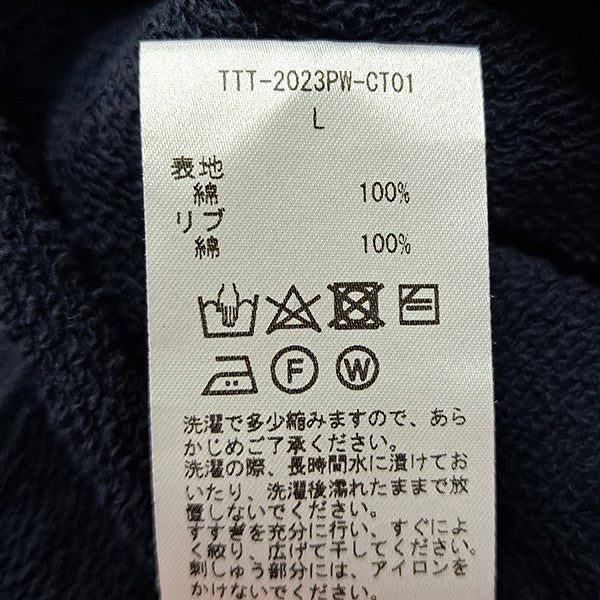 TTT-2023PW-CT01
L
表地
綿 100%
リブ
綿 100%
F W
洗濯で多少縮みますので、あら
かじめご了承ください。
洗濯の際、長時間水に漬けてお
いたり、洗濯後濡れたままで放
置しないでください。
すすぎを充分に行い、すぐによ
く絞り、広げて干してください。
刺しゅう部分には、アイロンを
かけないでください。